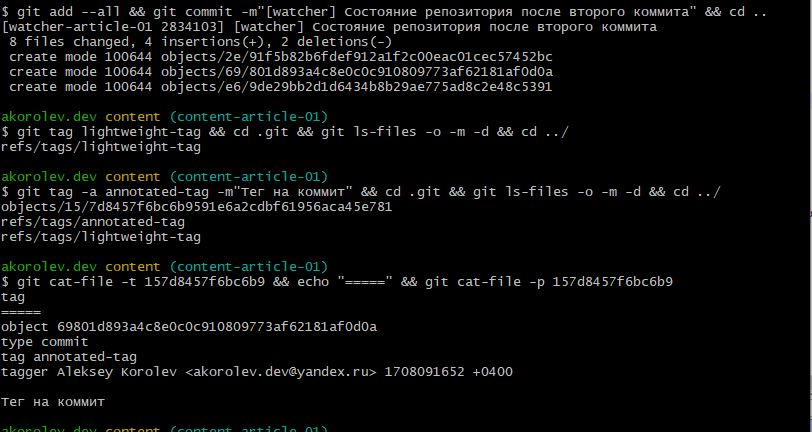 $ git add --all && git commit -m"[watcher] Состояние репозитория после второго коммита" && cd ..
[watcher-article-01 2834103] [watcher] Состояние репозитория после второго коммита
 8 files changed, 4 insertions(+), 2 deletions(-)
 create mode 100644 objects/2e/91f5b82b6fdef912a1f2c00eac01cec57452bc
 create mode 100644 objects/69/801d893a4c8e0c0c910809773af62181af0d0a
 create mode 100644 objects/e6/9de29bb2d1d6434b8b29ae775ad8c2e48c5391
akorolev.dev content (content-article-01)
$ git tag lightweight-tag && cd .git && git ls-files -o -m -d && cd ../
refs/tags/lightweight-tag
akorolev.dev content (content-article-01)
$ git tag -a annotated-tag -m"Тег на коммит" && cd .git && git ls-files -o -m -d && cd ../
objects/15/7d8457f6bc6b9591e6a2cdbf61956aca45e781
refs/tags/annotated-tag
refs/tags/lightweight-tag
akorolev.dev content (content-article-01)
$ git cat-file -t 157d8457f6bc6b9 && echo "=====" && git cat-file -p 157d8457f6bc6b9
tag
=====
object 69801d893a4c8e0c0c910809773af62181af0d0a
type commit
tag annotated-tag
tagger Aleksey Korolev <akorolev.dev@yandex.ru> 1708091652 +0400
Тег на коммит
akorolev.dev content (content-article-01)